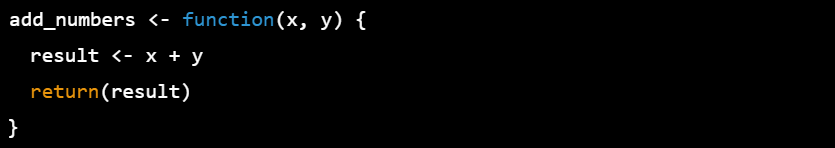 add_numbers <- function(x, y) {
  result <- x + y
  return(result)
}